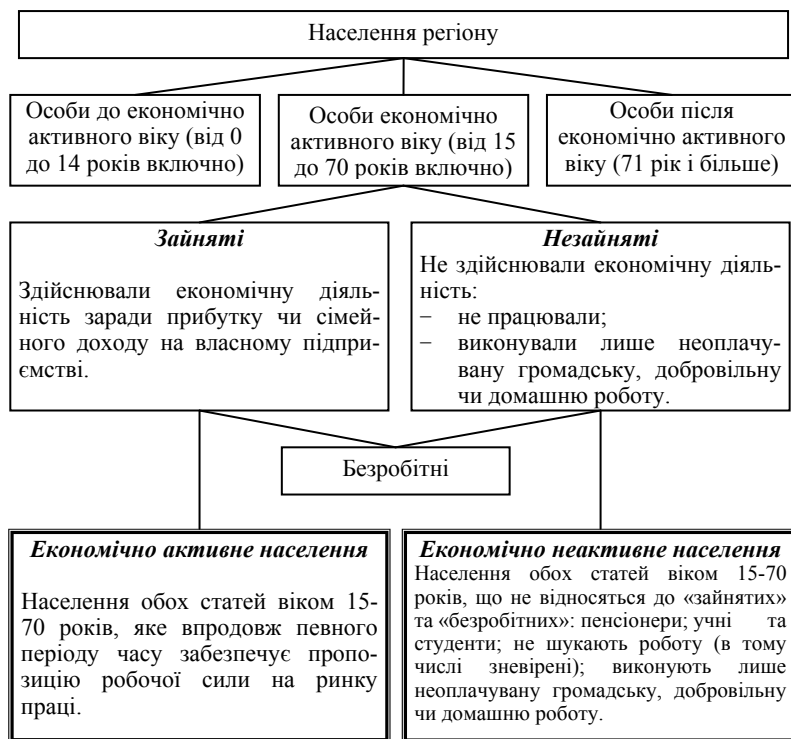 Населення регіону
Особи до економічно
активного віку (від 0
до 14 років включно)
Особи економічно
активного віку (від 15
до 70 років включно)
Особи після
економічно активного
віку (71 рік і більше)
Зайняті
Здійснювали економічну діяль-
ність заради прибутку чи сімей-
ного доходу на власному підпри-
ємстві.
Незайняті
Не здійснювали економічну діяль-
ність:
− не працювали;
− виконували лише неоплачу-
вану громадську, добровільну
чи домашню роботу.
Безробітні
Економічно активне населення
Населення обох статей віком 15-
70 років, яке впродовж певного
періоду часу забезпечує пропо-
зицію робочої сили на ринку
праці.
Економічно неактивне населення
Населення обох статей віком 15-70
років, що не відносяться до «зайнятих»
та «безробітних»: пенсіонери; учні та
студенти; не шукають роботу (в тому
числі зневірені); виконують лише
неоплачувану громадську, добровільну
чи домашню роботу.